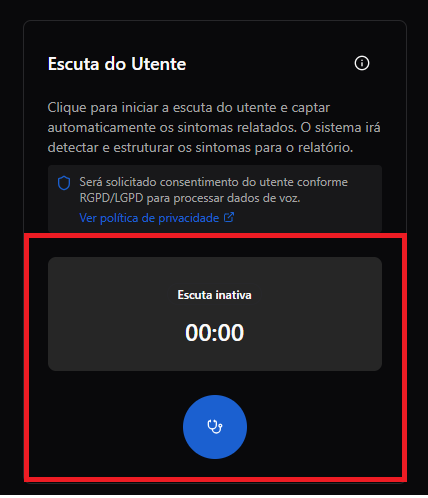 Escuta do Utente
Clique para iniciar a escuta do utente e captar
automaticamente os sintomas relatados. O sistema irá
detectar e estruturar os sintomas para o relatório.
Será solicitado consentimento do utente conforme
RGPD/LGPD para processar dados de voz.
Ver política de privacidade
Escuta inativa
00:00